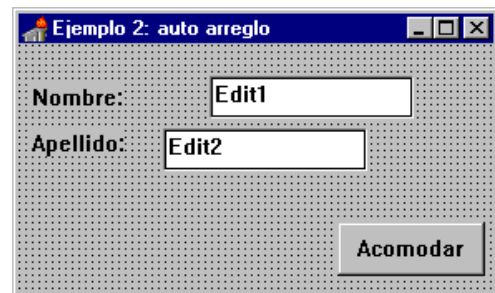 Ejemplo 2: auto arreglo
Nombre: Edit1
Apellido: Edit2
Acomodar